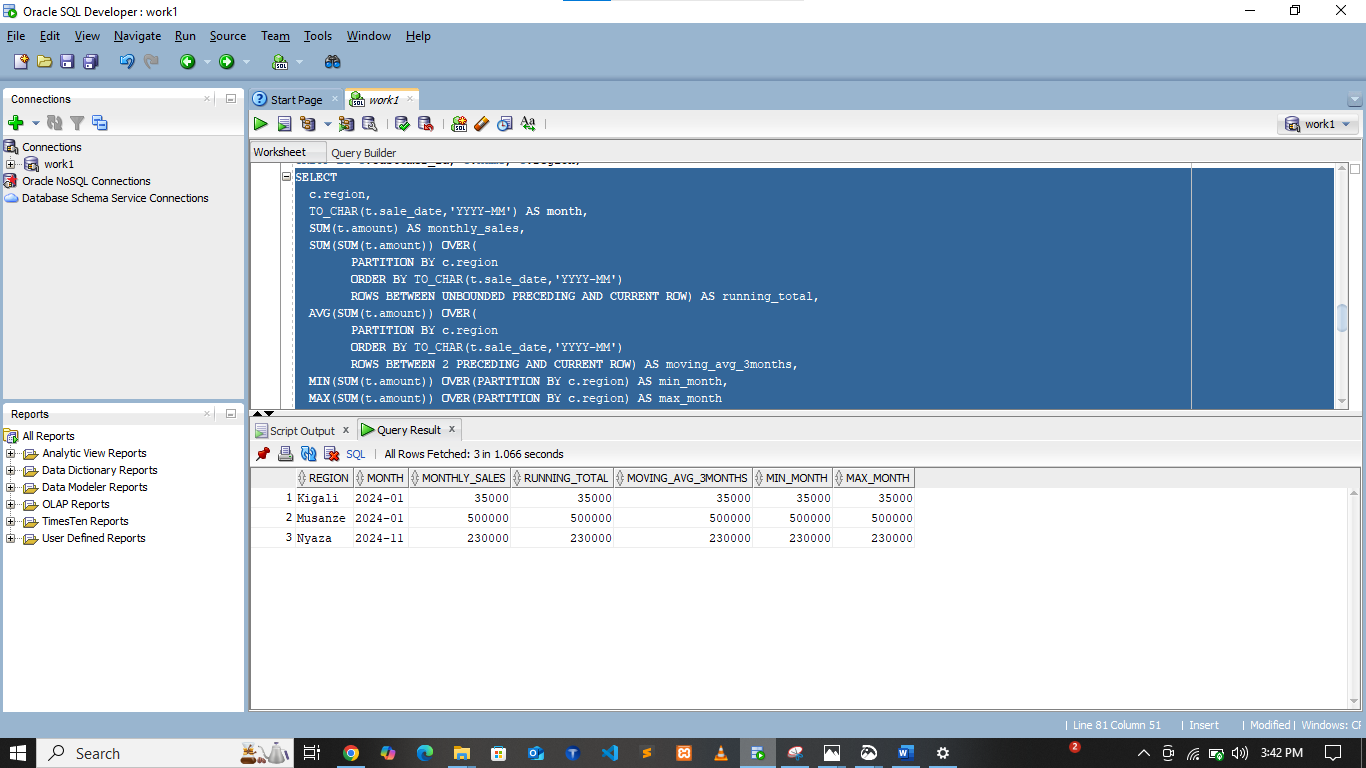 Oracle SQL Developer : work1
File Edit View Navigate Run Source Team Tools Window Help
Connections
Connections
work1
Oracle NoSQL Connections
Database Schema Service Connections
Reports
All Reports
Analytic View Reports
Data Dictionary Reports
Data Modeler Reports
OLAP Reports
TimesTen Reports
User Defined Reports
Start Page
work1
work1
Worksheet Query Builder
SELECT
c.region,
TO_CHAR(t.sale_date,'YYYY-MM') AS month,
SUM(t.amount) AS monthly_sales,
SUM(SUM(t.amount)) OVER(
PARTITION BY c.region
ORDER BY TO_CHAR(t.sale_date,'YYYY-MM')
ROWS BETWEEN UNBOUNDED PRECEDING AND CURRENT ROW) AS running_total,
AVG(SUM(t.amount)) OVER(
PARTITION BY c.region
ORDER BY TO_CHAR(t.sale_date,'YYYY-MM')
ROWS BETWEEN 2 PRECEDING AND CURRENT ROW) AS moving_avg_3months,
MIN(SUM(t.amount)) OVER(PARTITION BY c.region) AS min_month,
MAX(SUM(t.amount)) OVER(PARTITION BY c.region) AS max_month
Script Output x Query Result x
SQL | All Rows Fetched: 3 in 1.066 seconds
REGION MONTH MONTHLY_SALES RUNNING_TOTAL MOVING_AVG_3MONTHS MIN_MONTH MAX_MONTH
1 Kigali 2024-01 35000 35000 35000 35000 35000
2 Musanze 2024-01 500000 500000 500000 500000 500000
3 Nyaza 2024-11 230000 230000 230000 230000 230000
| Line 81 Column 51 | Insert | Modified | Windows: CF
Search
2
3:42 PM